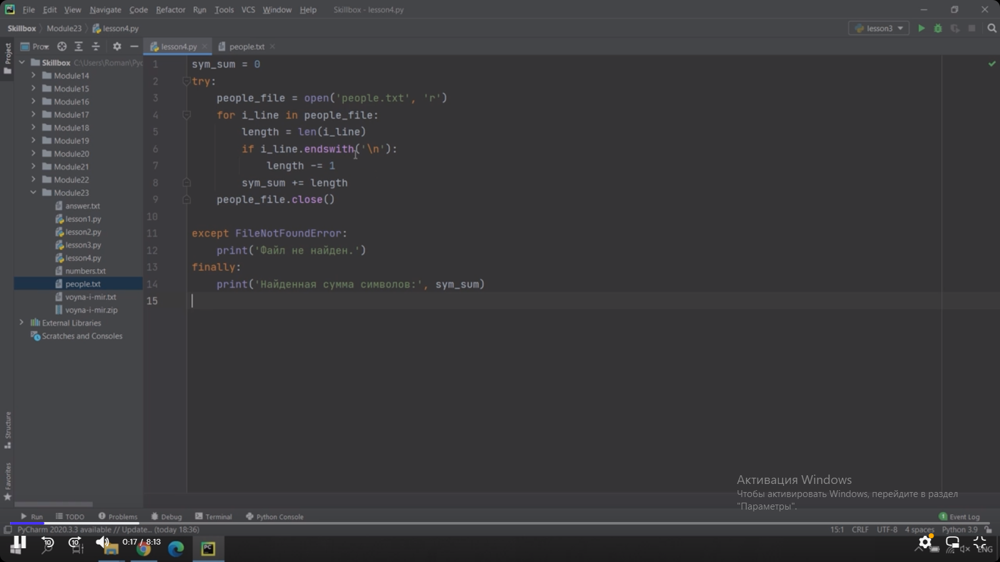 File Edit View Navigate Code Refactor Run Tools VCS Window Help Skillbox - lesson4.py
Skillbox Module23 lesson4.py lesson3
Project
lesson4.py people.txt
Skillbox
Module14
Module15
Module16
Module17
Module18
Module19
Module20
Module21
Module22
Module23
answer.txt
lesson1.py
lesson2.py
lesson3.py
lesson4.py
numbers.txt
people.txt
voyna-i-mir.txt
voyna-i-mir.zip
External Libraries
Scratches and Consoles
1 sym_sum = 0
2 try:
3 people_file = open('people.txt', 'r')
4 for i_line in people_file:
5 length = len(i_line)
6 if i_line.endswith('\n'):
7 length -= 1
8 sym_sum += length
9 people_file.close()
10
11 except FileNotFoundError:
12 print('Файл не найден.')
13 finally:
14 print('Найденная сумма символов:', sym_sum)
15
Structure
Favorites
Активация Windows
Чтобы активировать Windows, перейдите в раздел
"Параметры".
Run TODO Problems Debug Terminal Python Console 1 Event Log
PyCharm 2020.3.3 available // Update... (today 18:36) 15:1 CRLF UTF-8 4 spaces Python 3.9
10 10 0:17 / 8:13 ENG